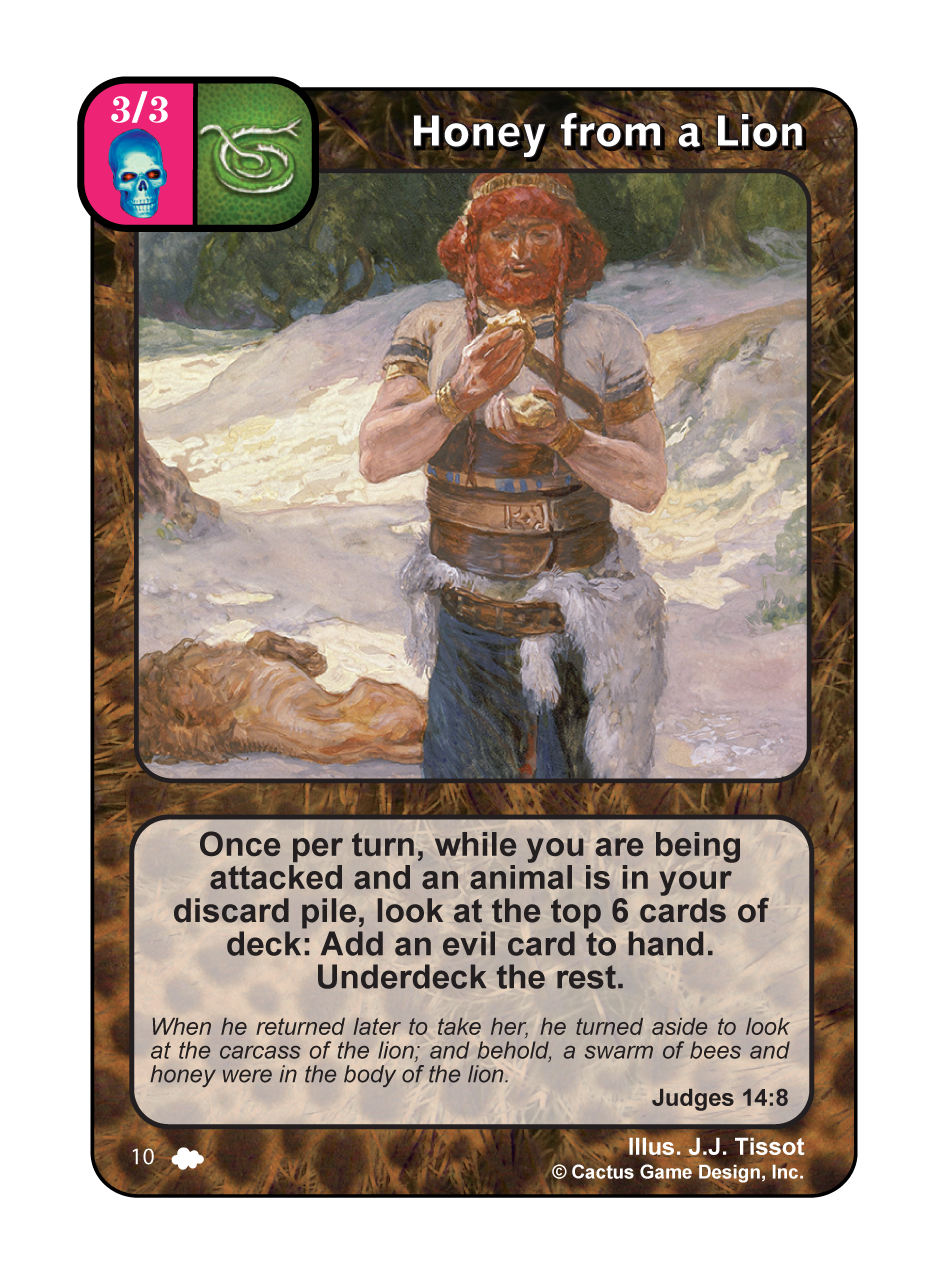 3/3
Honey from a Lion
Once per turn, while you are being
attacked and an animal is in your
discard pile, look at the top 6 cards of
deck: Add an evil card to hand.
Underdeck the rest.
When he returned later to take her, he turned aside to look
at the carcass of the lion; and behold, a swarm of bees and
honey were in the body of the lion.
Judges 14:8
10
Illus. J.J. Tissot
© Cactus Game Design, Inc.